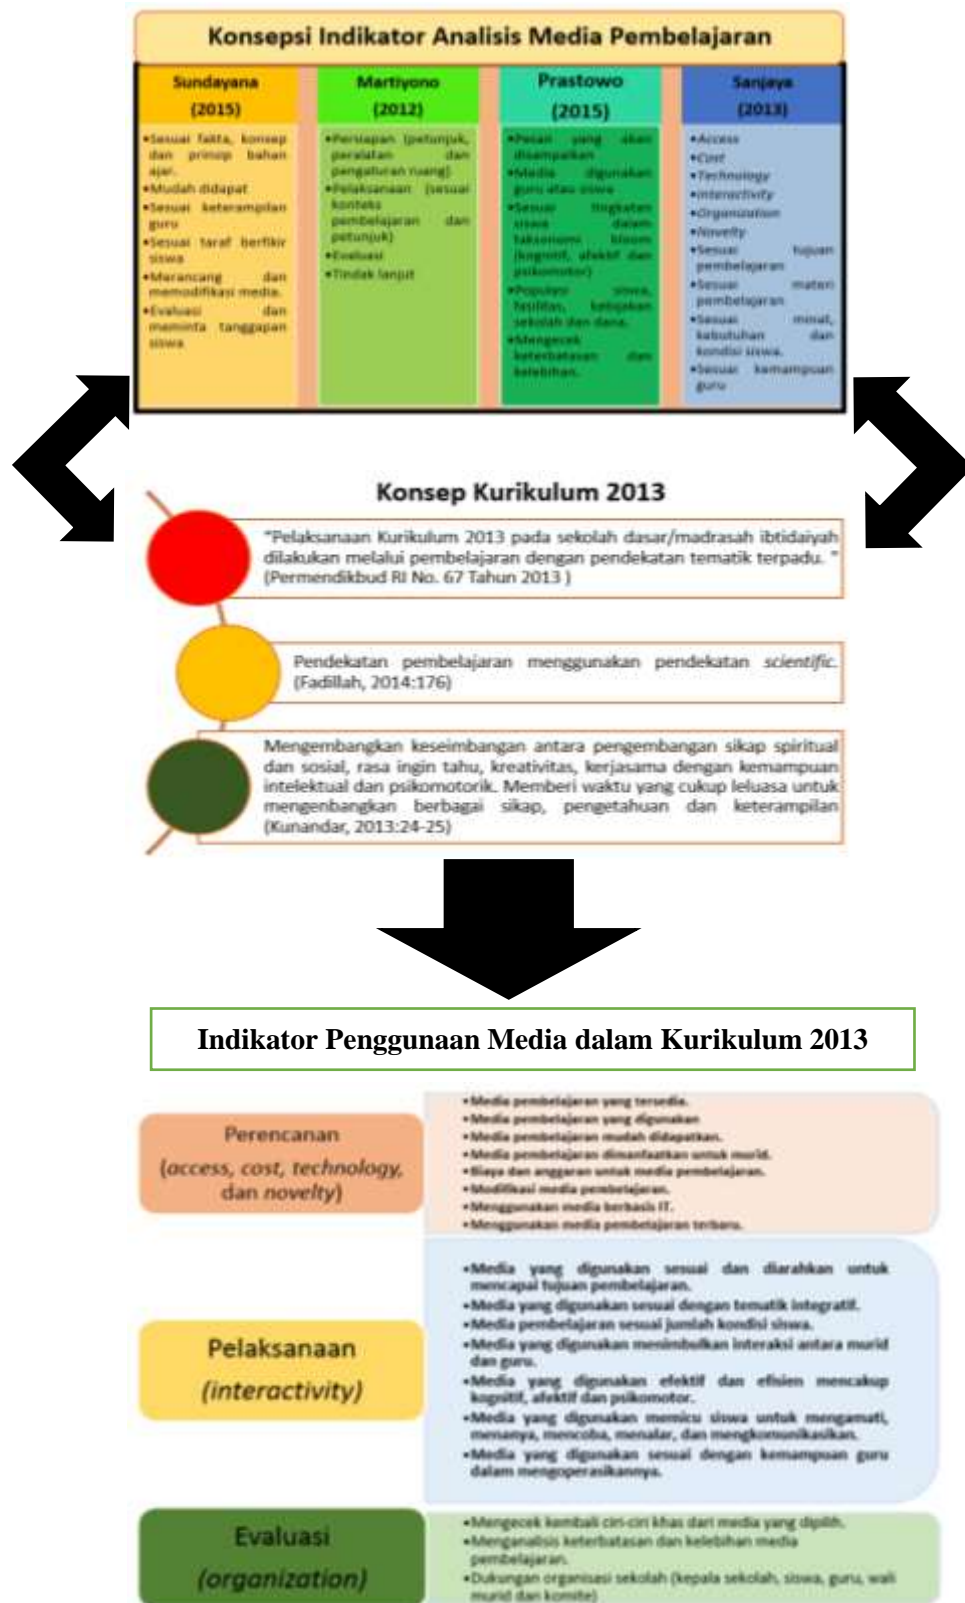 Konsepsi Indikator Analisis Media Pembelajaran
Sundayana
(2015)
•Sesuai fakta, konsep
dan prinsip bahan
ajar.
•Mudah didapat
•Sesuai keterampilan
guru
•Sesuai taraf berfikir
siswa
•Merancang dan
memodifikasi media.
•Evaluasi dan
meminta tanggapan
siswa
Martiyono
(2012)
•Persiapan (petunjuk,
peralatan dan
pengaturan ruang)
•Pelaksanaan (sesuai
konteks
pembelajaran dan
petunjuk)
•Evaluasi
•Tindak lanjut
Prastowo
(2015)
•Pesan yang akan
disampaikan
•Media digunakan
guru atau siswa
•Sesuai tingkatan
siswa dalam
taksonomi bloom
(kognitif, afektif dan
psikomotor)
•Populasi siswa,
fasilitas, kebijakan
sekolah dan dana.
•Mengecek
keterbatasan dan
kelebihan.
Sanjaya
(2013)
•Access
•Cost
•Technology
•Interactivity
•Organization
•Novelty
•Sesuai tujuan
pembelajaran
•Sesuai materi
pembelajaran
•Sesuai minat,
kebutuhan dan
kondisi siswa.
•Sesuai kemampuan
guru
Konsep Kurikulum 2013
"Pelaksanaan Kurikulum 2013 pada sekolah dasar/madrasah ibtidaiyah
dilakukan melalui pembelajaran dengan pendekatan tematik terpadu. "
(Permendikbud RI No. 67 Tahun 2013 )
Pendekatan pembelajaran menggunakan pendekatan scientific.
(Fadillah, 2014:176)
Mengembangkan keseimbangan antara pengembangan sikap spiritual
dan sosial, rasa ingin tahu, kreativitas, kerjasama dengan kemampuan
intelektual dan psikomotorik. Memberi waktu yang cukup leluasa untuk
mengenbangkan berbagai sikap, pengetahuan dan keterampilan
(Kunandar, 2013:24-25)
Indikator Penggunaan Media dalam Kurikulum 2013
Perencanan
(access, cost, technology,
dan novelty)
•Media pembelajaran yang tersedia.
•Media pembelajaran yang digunakan
•Media pembelajaran mudah didapatkan.
•Media pembelajaran dimanfaatkan untuk murid.
•Biaya dan anggaran untuk media pembelajaran.
•Modifikasi media pembelajaran.
•Menggunakan media berbasis IT.
•Menggunakan media pembelajaran terbaru.
Pelaksanaan
(interactivity)
•Media yang digunakan sesuai dan diarahkan untuk
mencapai tujuan pembelajaran.
•Media yang digunakan sesuai dengan tematik integratif.
•Media pembelajaran sesuai jumlah kondisi siswa.
•Media yang digunakan menimbulkan interaksi antara murid
dan guru.
•Media yang digunakan efektif dan efisien mencakup
kognitif, afektif dan psikomotor.
•Media yang digunakan memicu siswa untuk mengamati,
menanya, mencoba, menalar, dan mengkomunikasikan.
•Media yang digunakan sesuai dengan kemampuan guru
dalam mengoperasikannya.
Evaluasi
(organization)
•Mengecek kembali ciri-ciri khas dari media yang dipilih.
•Menganalisis keterbatasan dan kelebihan media
pembelajaran.
•Dukungan organisasi sekolah (kepala sekolah, siswa, guru, wali
murid dan komite)